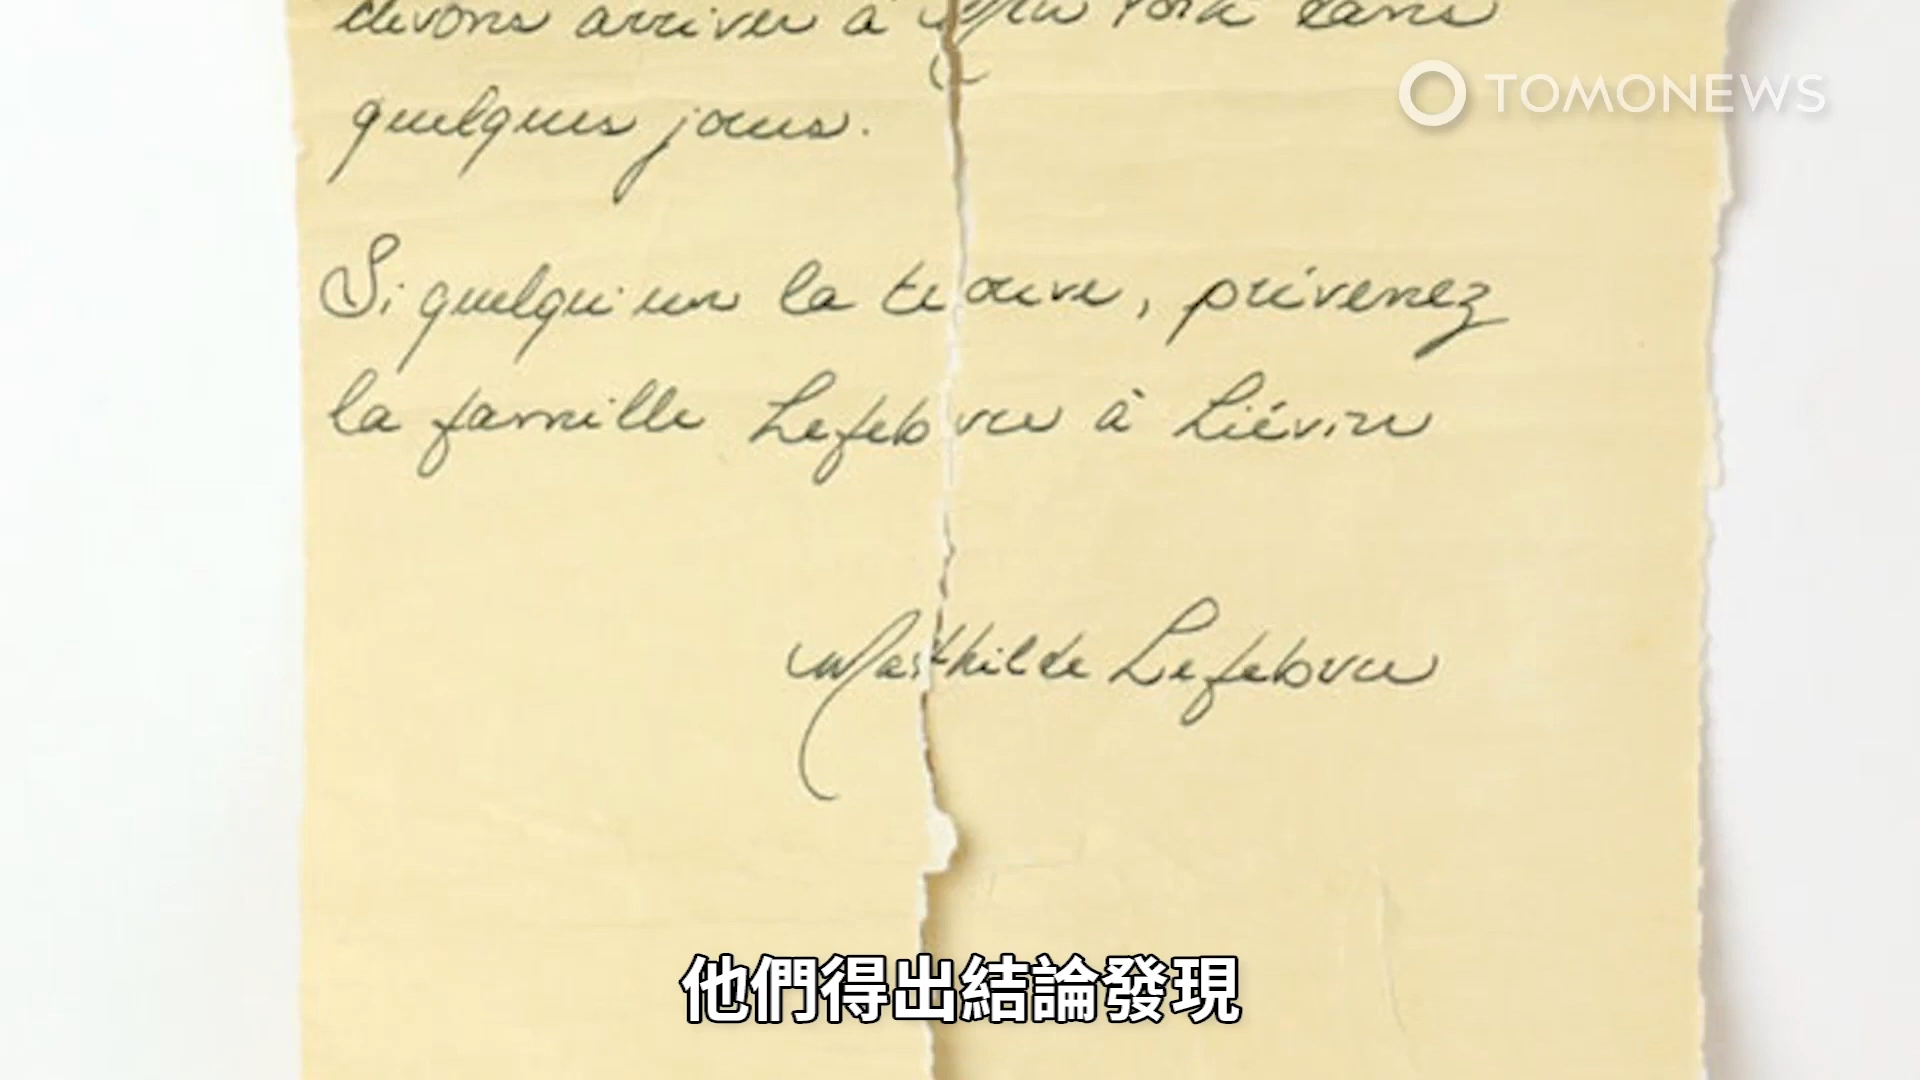 devons arriver à New York dans
TOMONEWS
quelques jours.
Si quelqu'un la trouve, prévenez
la famille Lefebvre à Liévin
Mathilde Lefebvre
他們得出結論發現